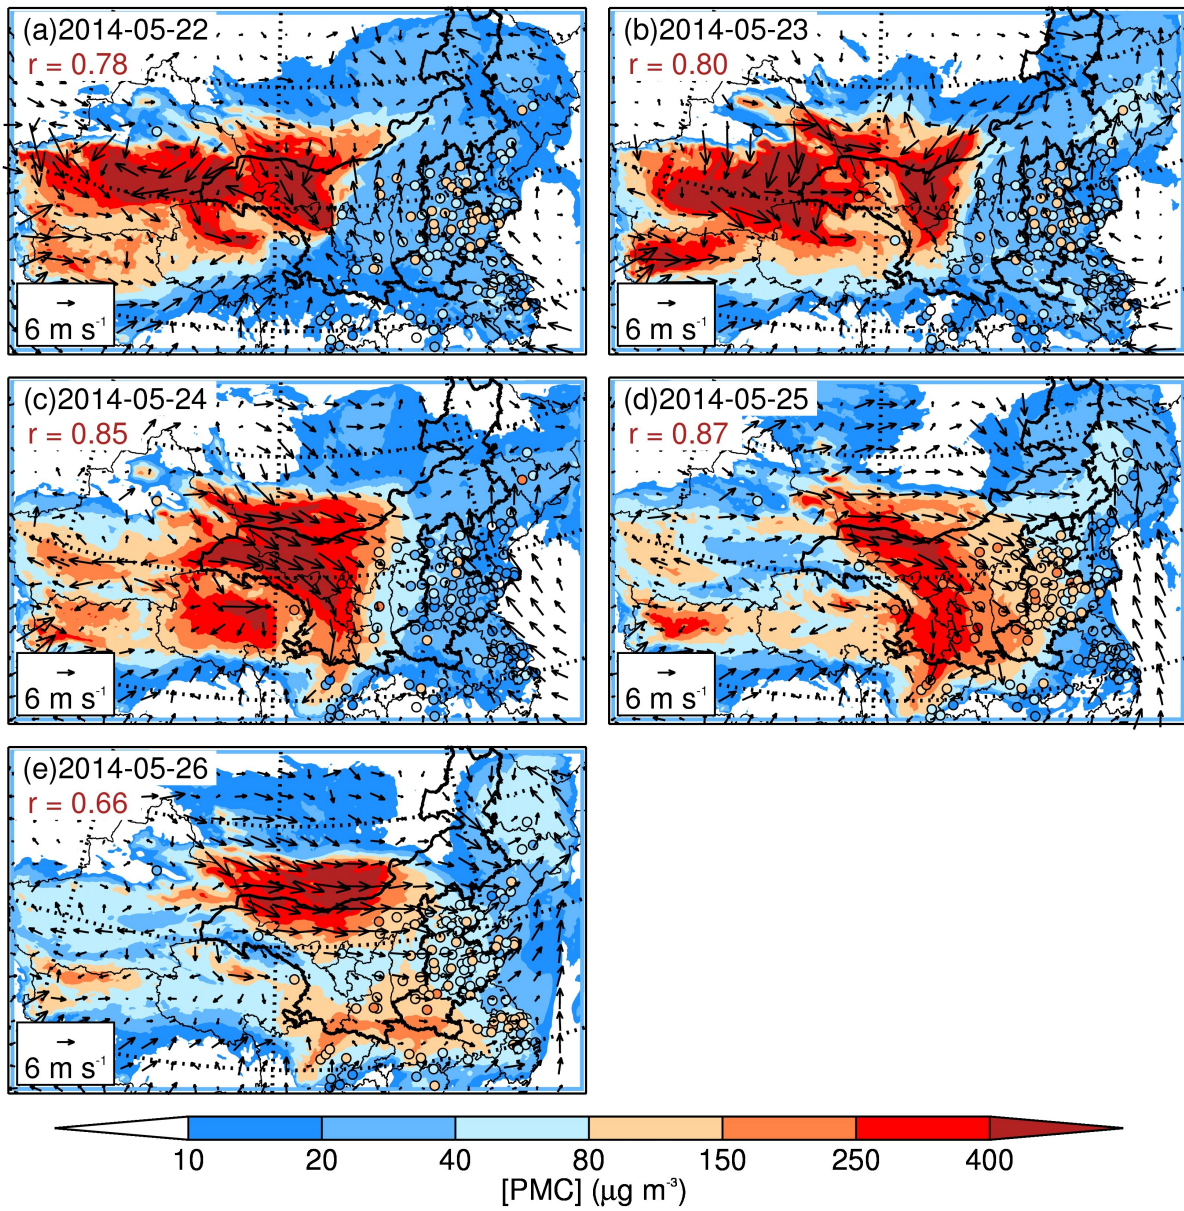 (a)2014-05-22
r = 0.78
6 m s⁻¹
(b)2014-05-23
r = 0.80
6 m s⁻¹
(c)2014-05-24
r = 0.85
6 m s⁻¹
(d)2014-05-25
r = 0.87
6 m s⁻¹
(e)2014-05-26
r = 0.66
6 m s⁻¹
10 20 40 80 150 250 400
[PMC] (μg m⁻³)